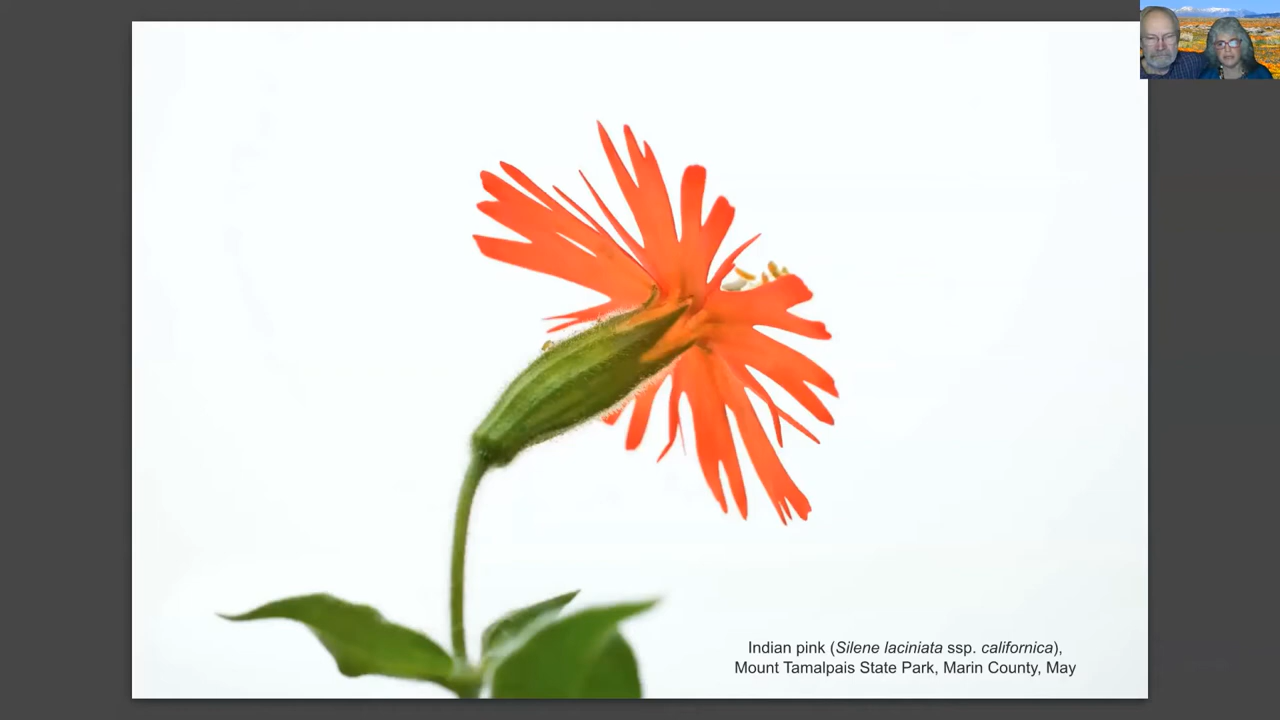 Indian pink (Silene laciniata ssp. californica),
Mount Tamalpais State Park, Marin County, May